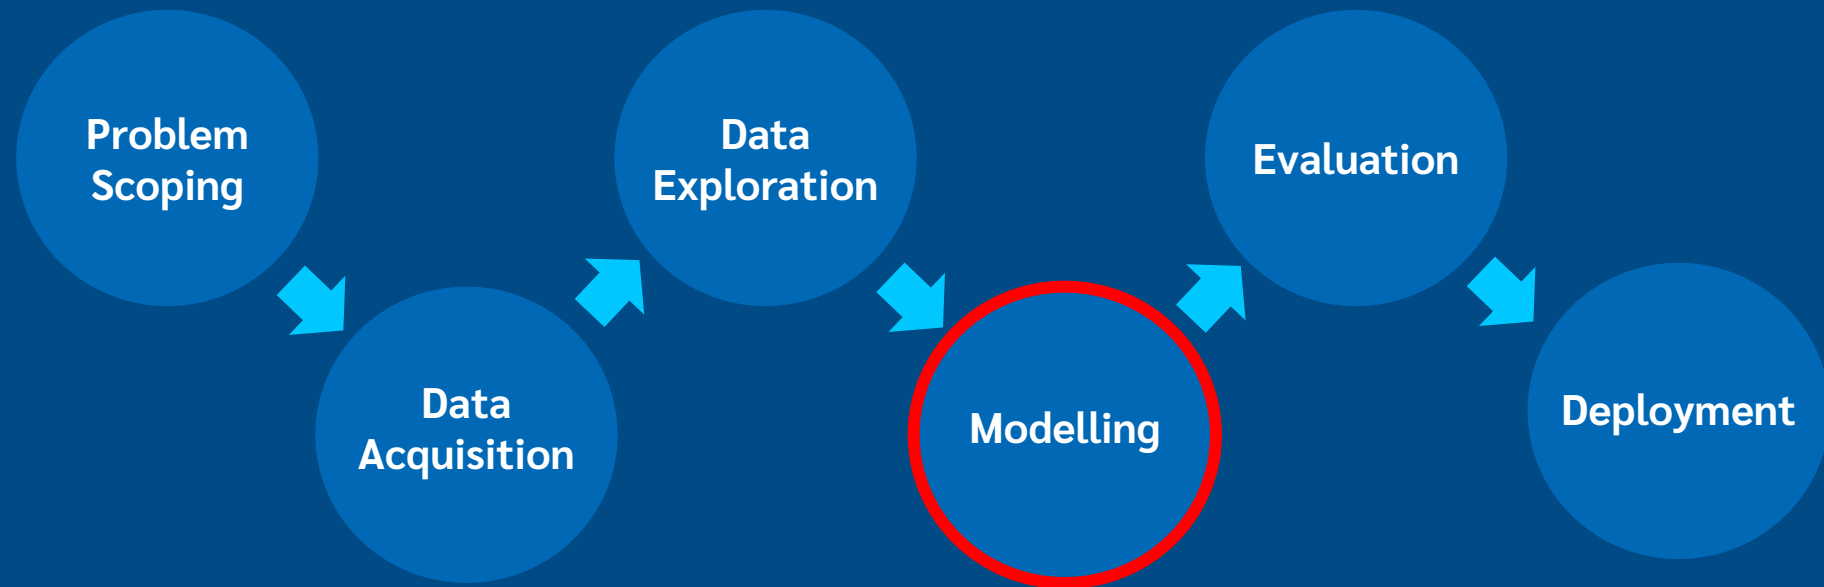 Problem
Scoping
Data
Acquisition
Data
Exploration
Modelling
Evaluation
Deployment